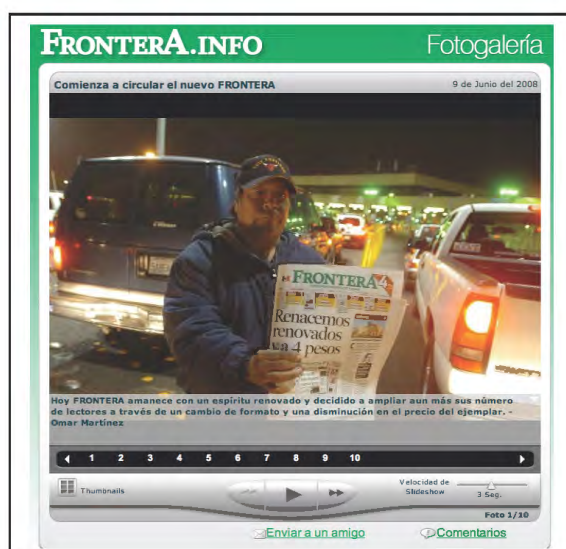 FRONTERA.INFO
Fotogalería
Comienza a circular el nuevo FRONTERA
9 de Junio del 2008
FRONTERA
Renacemos
renovados
ya 4 pesos
Hoy FRONTERA amanece con un espíritu renovado y decidido a ampliar aun más sus número
de lectores a través de un cambio de formato y una disminución en el precio del ejemplar. -
Omar Martínez
1 2 3 4 5 6 7 8 9 10
Thumbnails
Velocidad de
Slideshow
3 Seg.
Foto 1/10
Enviar a un amigo
Comentarios